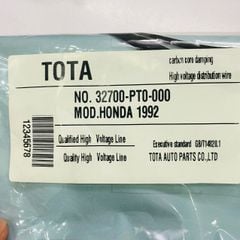 TOTA
carbon core damping
High voltage distribution wire
NO. 32700-PT0-000
MOD.HONDA 1992
12345678
Qualified High Voltage Line
Quality High Voltage Line
Executive standard GB/T14820.1
TOTA AUTO PARTS CO.,LTD